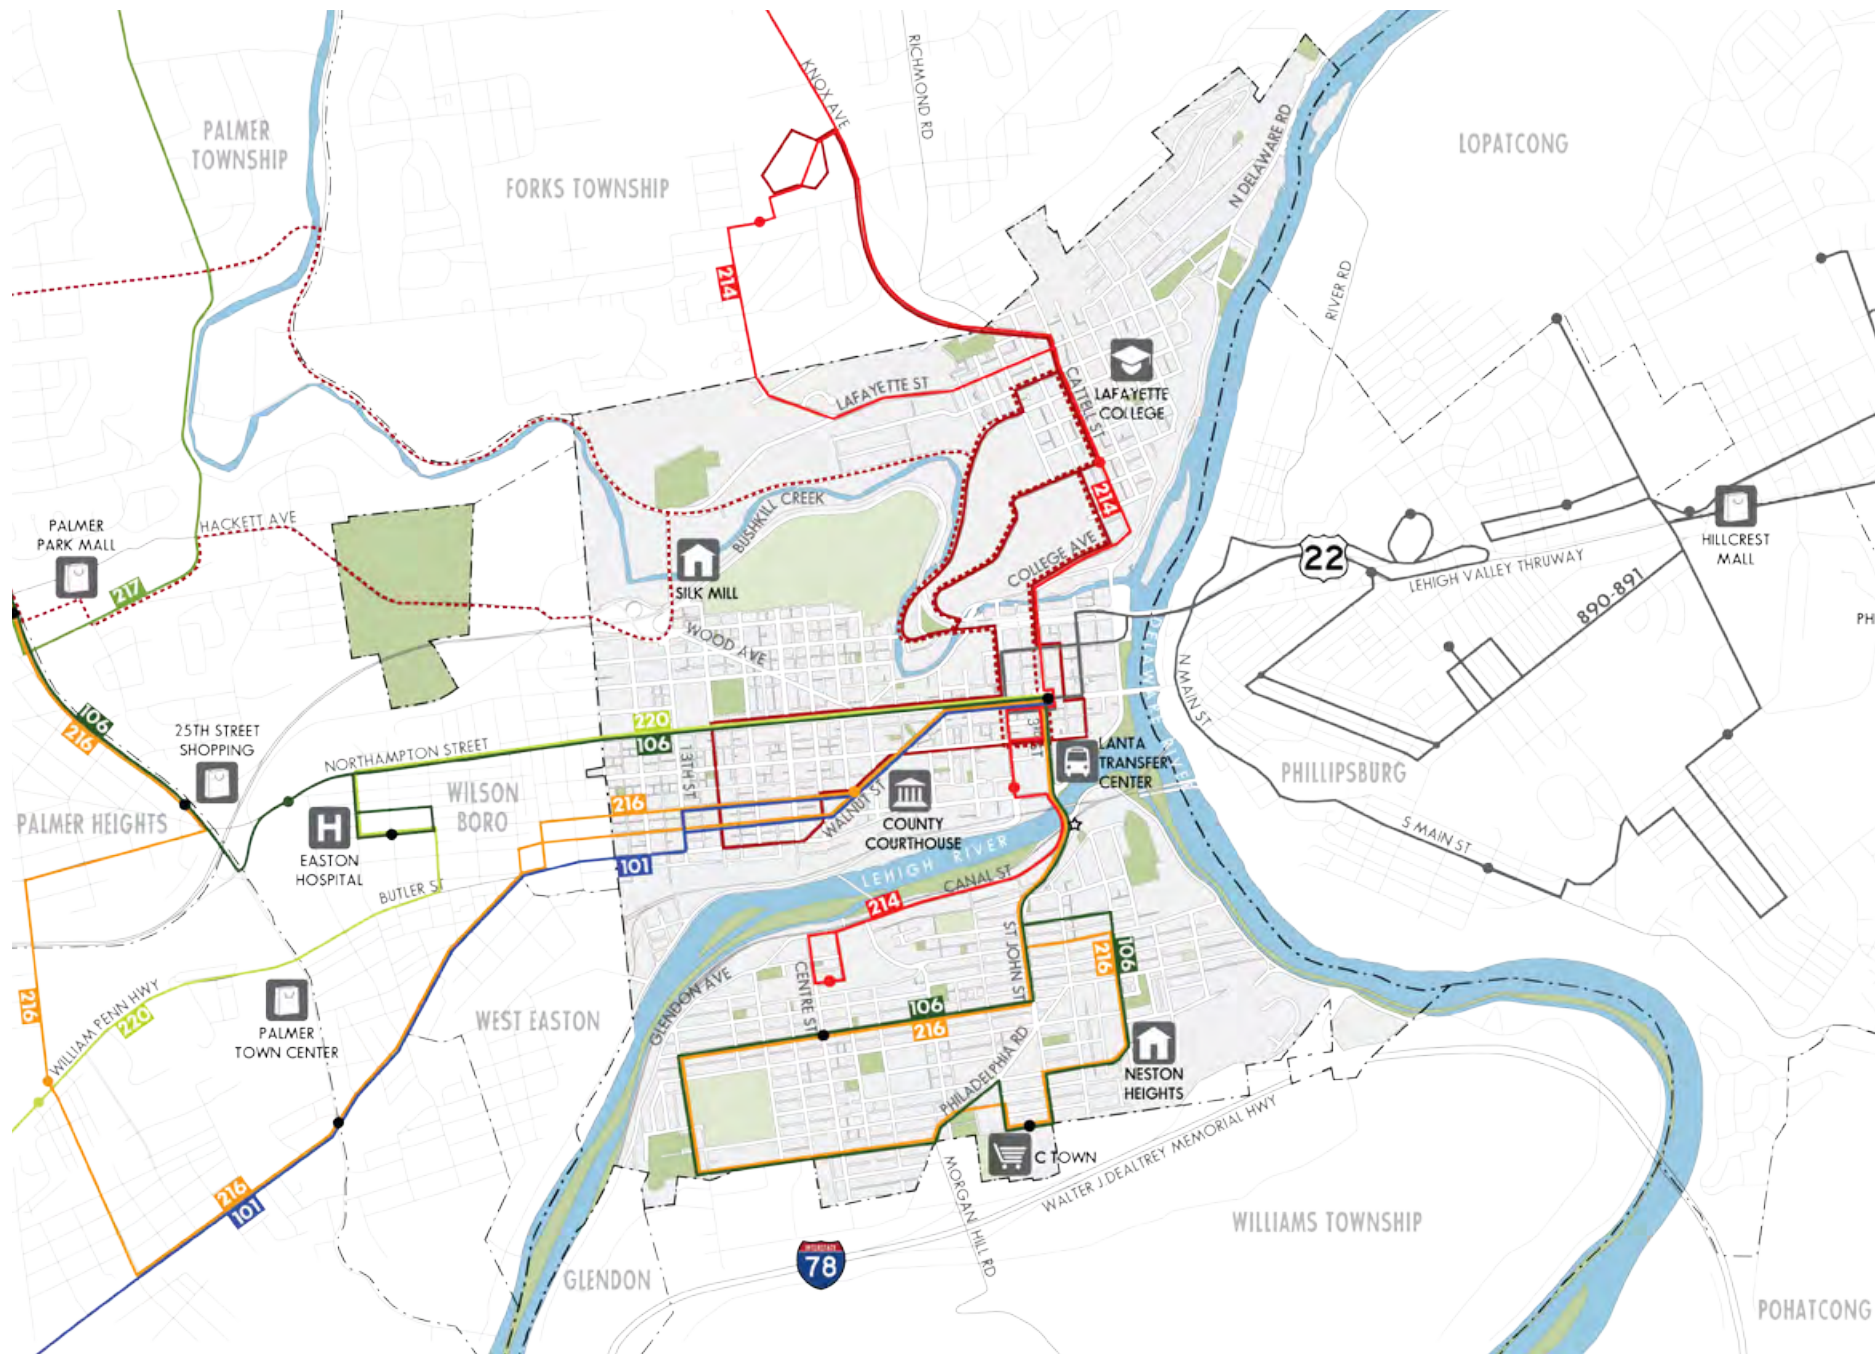 KNOX AVE
RICHMOND RD
PALMER
TOWNSHIP
FORKS TOWNSHIP
LOPATCONG
N DELAWARE RD
RIVER RD
214
LAFAYETTE ST
CATTELL ST
LAFAYETTE
COLLEGE
BUSHKILL CREEK
214
COLLEGE AVE
HACKETT AVE
PALMER
PARK MALL
217
SILK MILL
WOOD AVE
22
HILLCREST
MALL
LEHIGH VALLEY THRUWAY
890-891
PH
N MAIN ST
DELAWARE RIVER
106
216
25TH STREET
SHOPPING
NORTHAMPTON STREET
220
106
13TH ST
3RD ST
LANTA
TRANSFER
CENTER
PHILLIPSBURG
PALMER HEIGHTS
H
EASTON
HOSPITAL
WILSON
BORO
216
WALNUT ST
COUNTY
COURTHOUSE
S MAIN ST
101
BUTLER ST
LEHIGH RIVER
CANAL ST
214
216
WILLIAM PENN HWY
220
PALMER
TOWN CENTER
WEST EASTON
GLENDON AVE
CENTRE ST
ST JOHN ST
216
106
106
216
PHILADELPHIA RD
NESTON
HEIGHTS
C TOWN
MORGAN HILL RD
WALTER J DEALTREY MEMORIAL HWY
216
101
GLENDON
INTERSTATE
78
WILLIAMS TOWNSHIP
POHATCONG